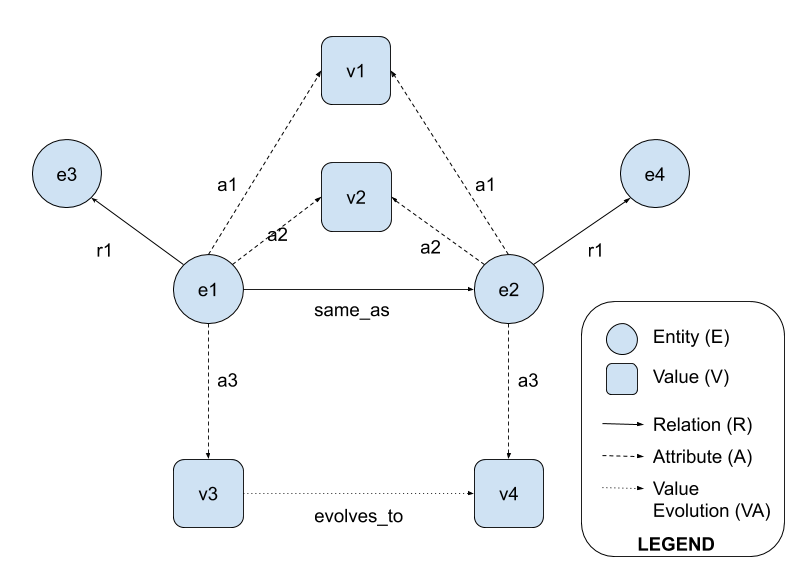 v1
e3
a1
v2
a1
e4
r1
a2
a2
r1
e1
e2
same_as
a3
a3
v3
v4
evolves_to
Entity (E)
Value (V)
Relation (R)
Attribute (A)
Value
Evolution (VA)
LEGEND